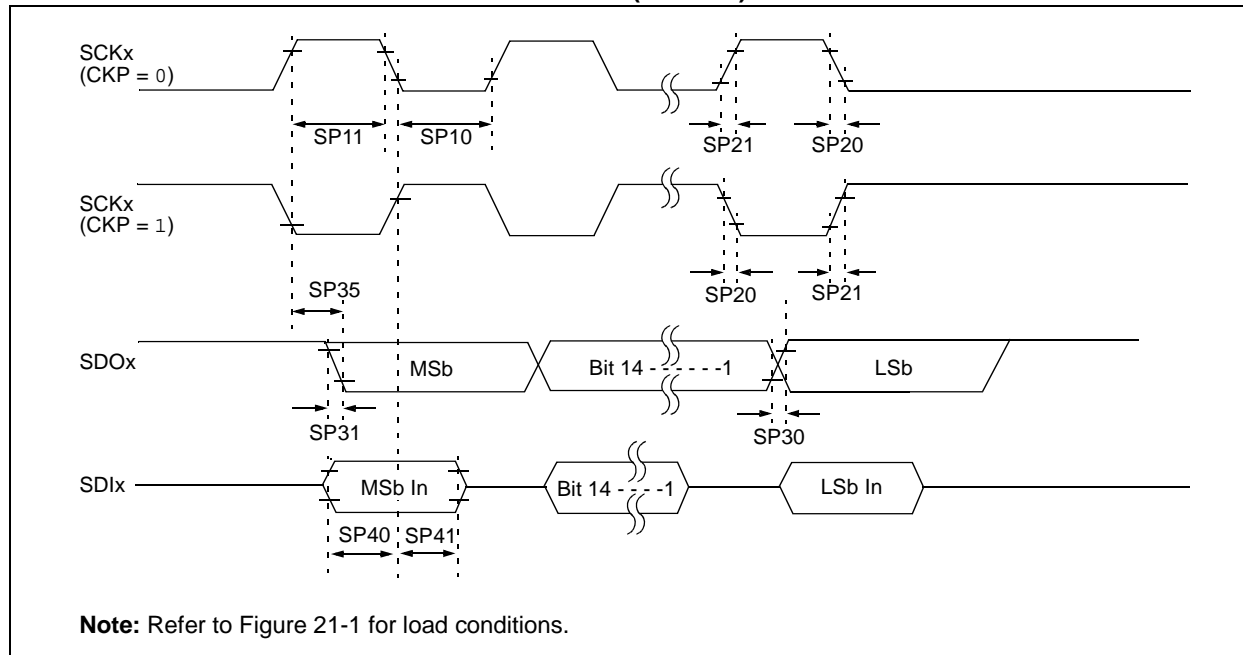 SCKx
(CKP = 0)
SP11
SP10
SP21
SP20
SCKx
(CKP = 1)
SP35
SP20
SP21
SDOx
MSb
Bit 14 - - - - - -1
LSb
SP31
SP30
SDIx
MSb In
Bit 14 - - - -1
LSb In
SP40
SP41
Note: Refer to Figure 21-1 for load conditions.